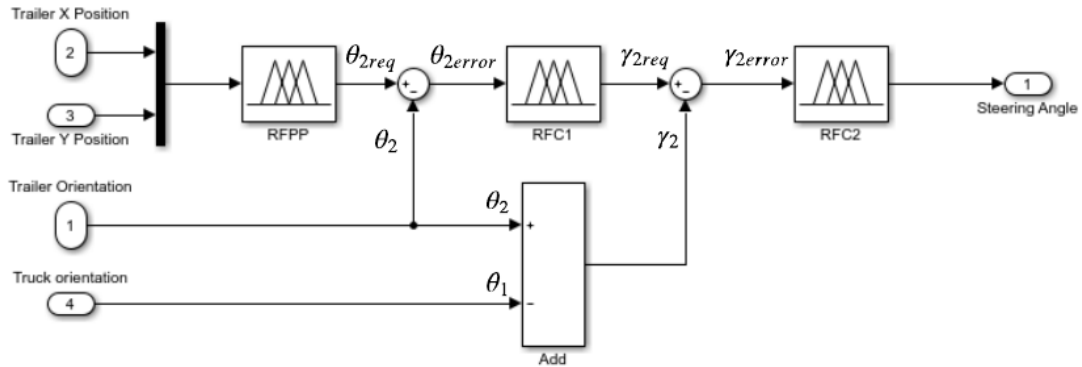 Trailer X Position
2
3
Trailer Y Position
RFPP
θ2req
+
−
θ2error
θ2
RFC1
γ2req
+
−
γ2error
γ2
RFC2
1
Steering Angle
Trailer Orientation
1
θ2
+
Truck orientation
4
θ1
−
Add